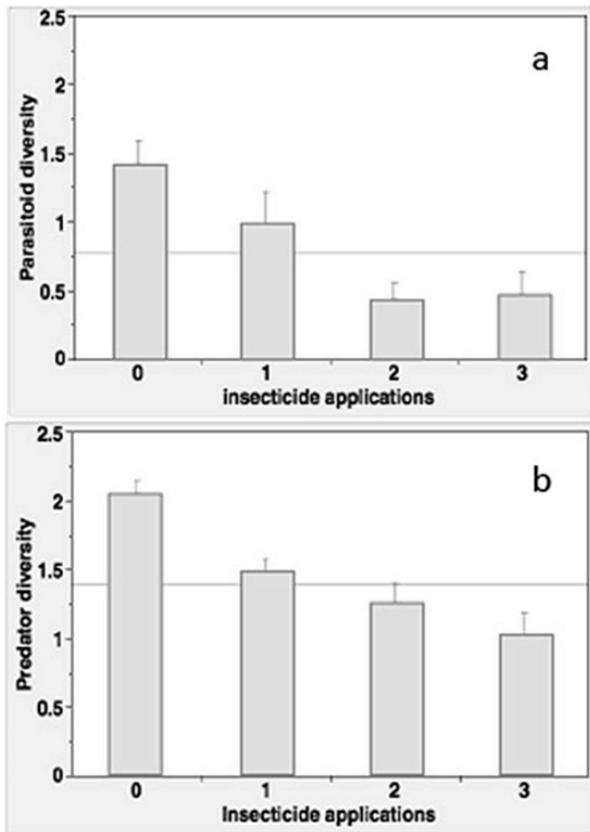 2.5
a
2
1.5
1
0.5
0
Parasitoid diversity
0 1 2 3
insecticide applications
2.5
b
2
1.5
1
0.5
0
Predator diversity
0 1 2 3
Insecticide applications